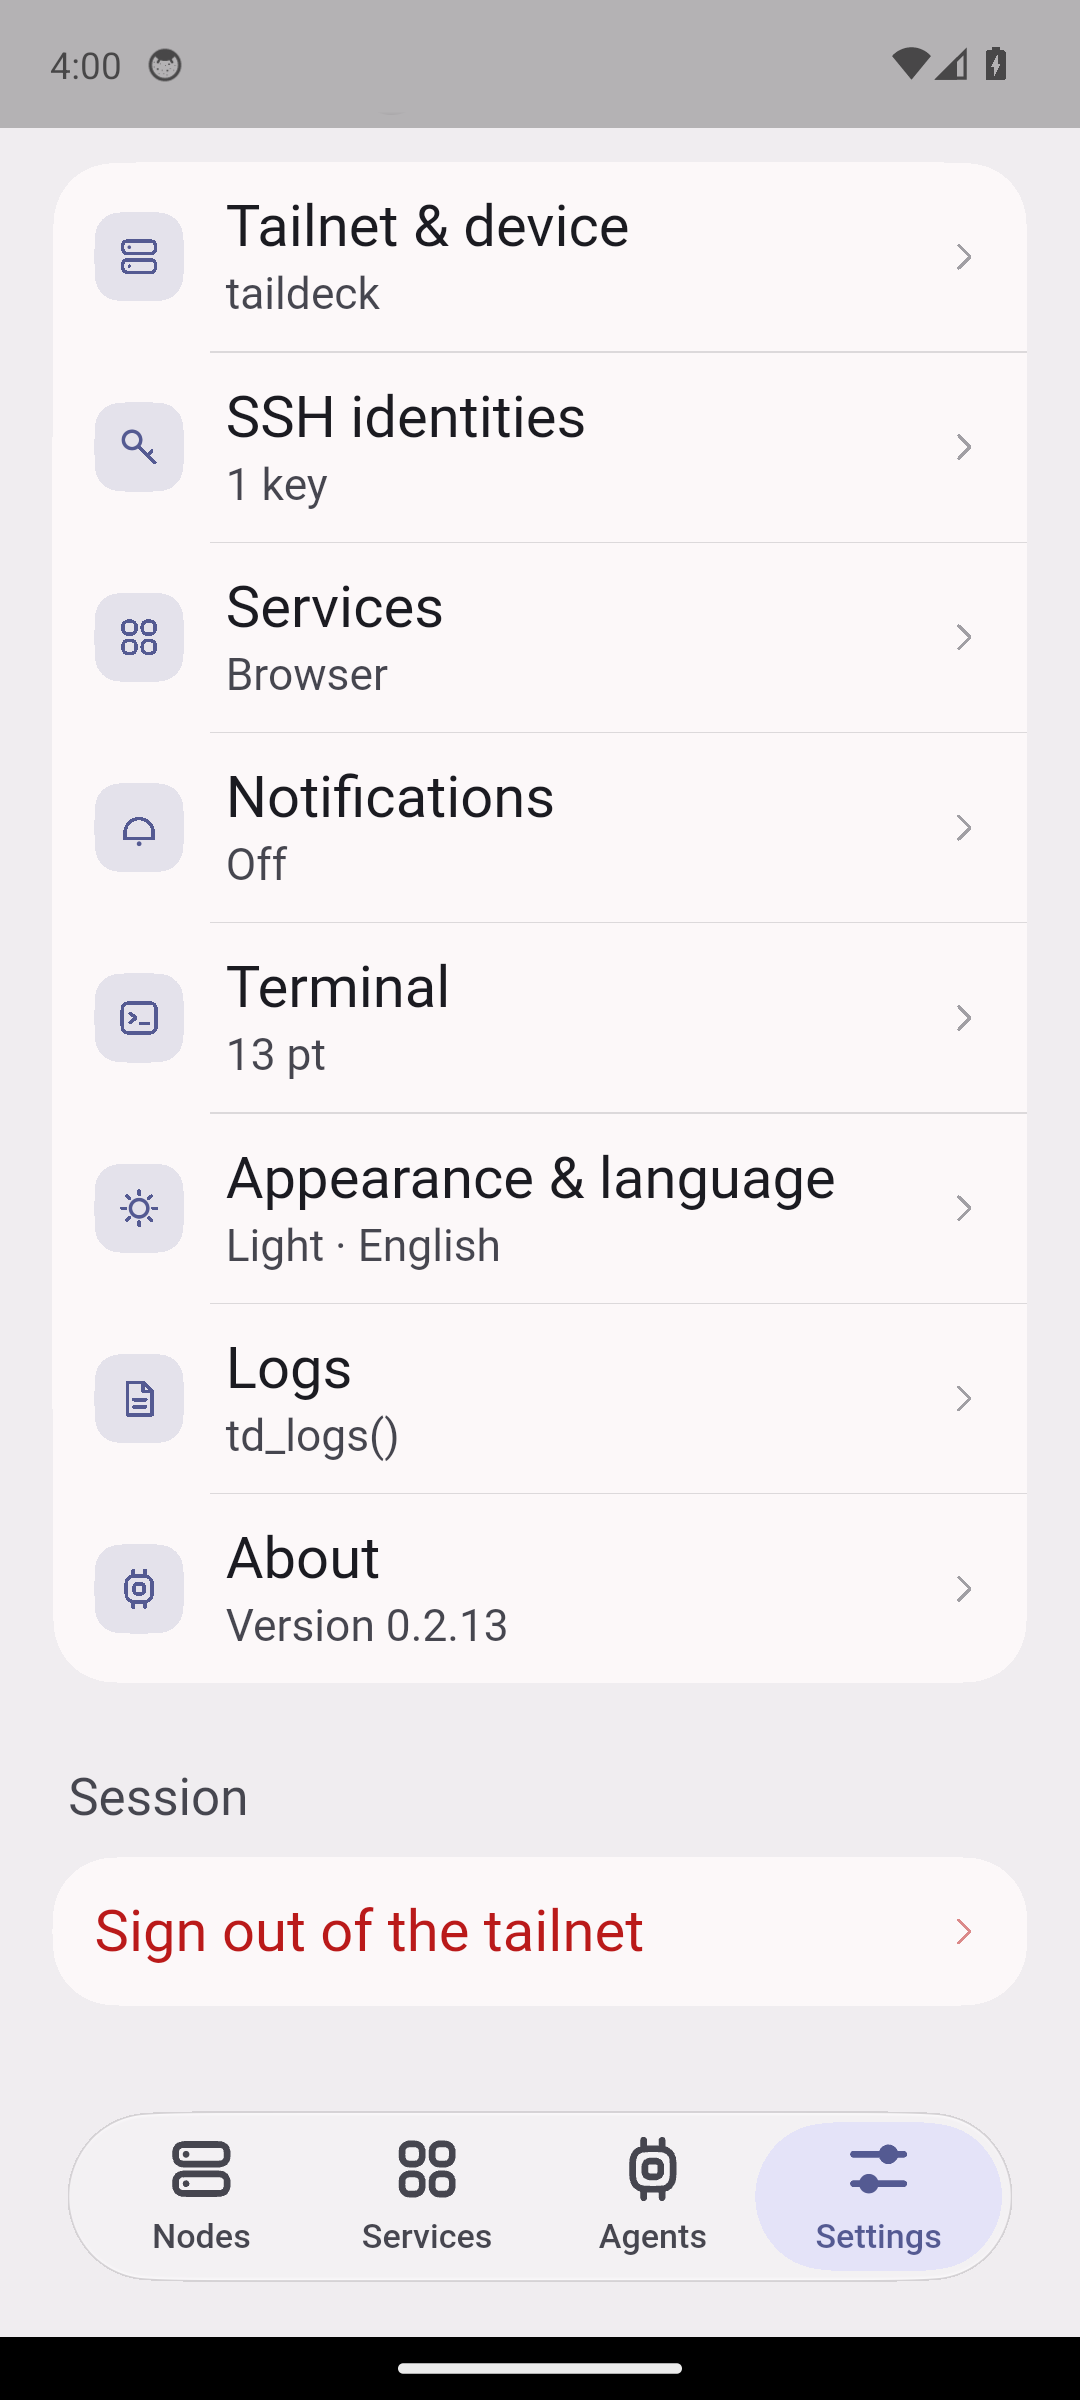 4:00
Tailnet & device
taildeck
SSH identities
1 key
Services
Browser
Notifications
Off
Terminal
13 pt
Appearance & language
Light · English
Logs
td_logs()
About
Version 0.2.13
Session
Sign out of the tailnet
Nodes
Services
Agents
Settings